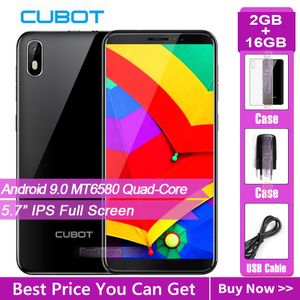 CUBOT
2GB
+
16GB
Case
Android 9.0 MT6580 Quad-Core
5.7” IPS Full Screen
Case
CUBOT
USB Cable
Best Price You Can Get
Buy Now >>